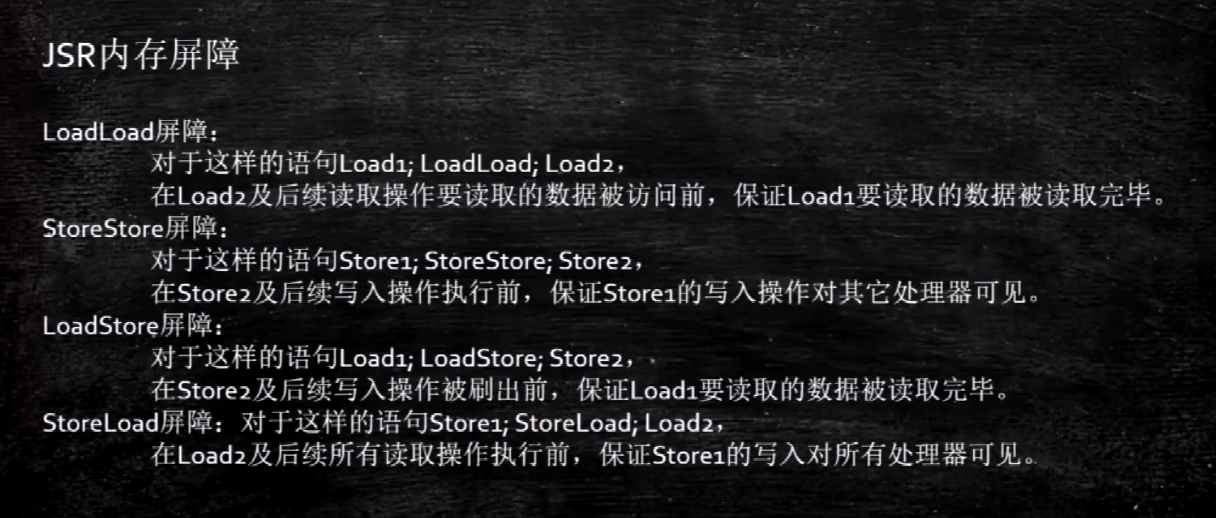 JSR内存屏障
LoadLoad屏障：
对于这样的语句Load1; LoadLoad; Load2，
在Load2及后续读取操作要读取的数据被访问前，保证Load1要读取的数据被读取完毕。
StoreStore屏障：
对于这样的语句Store1; StoreStore; Store2，
在Store2及后续写入操作执行前，保证Store1的写入操作对其它处理器可见。
LoadStore屏障：
对于这样的语句Load1; LoadStore; Store2，
在Store2及后续写入操作被刷出前，保证Load1要读取的数据被读取完毕。
StoreLoad屏障：对于这样的语句Store1; StoreLoad; Load2，
在Load2及后续所有读取操作执行前，保证Store1的写入对所有处理器可见。